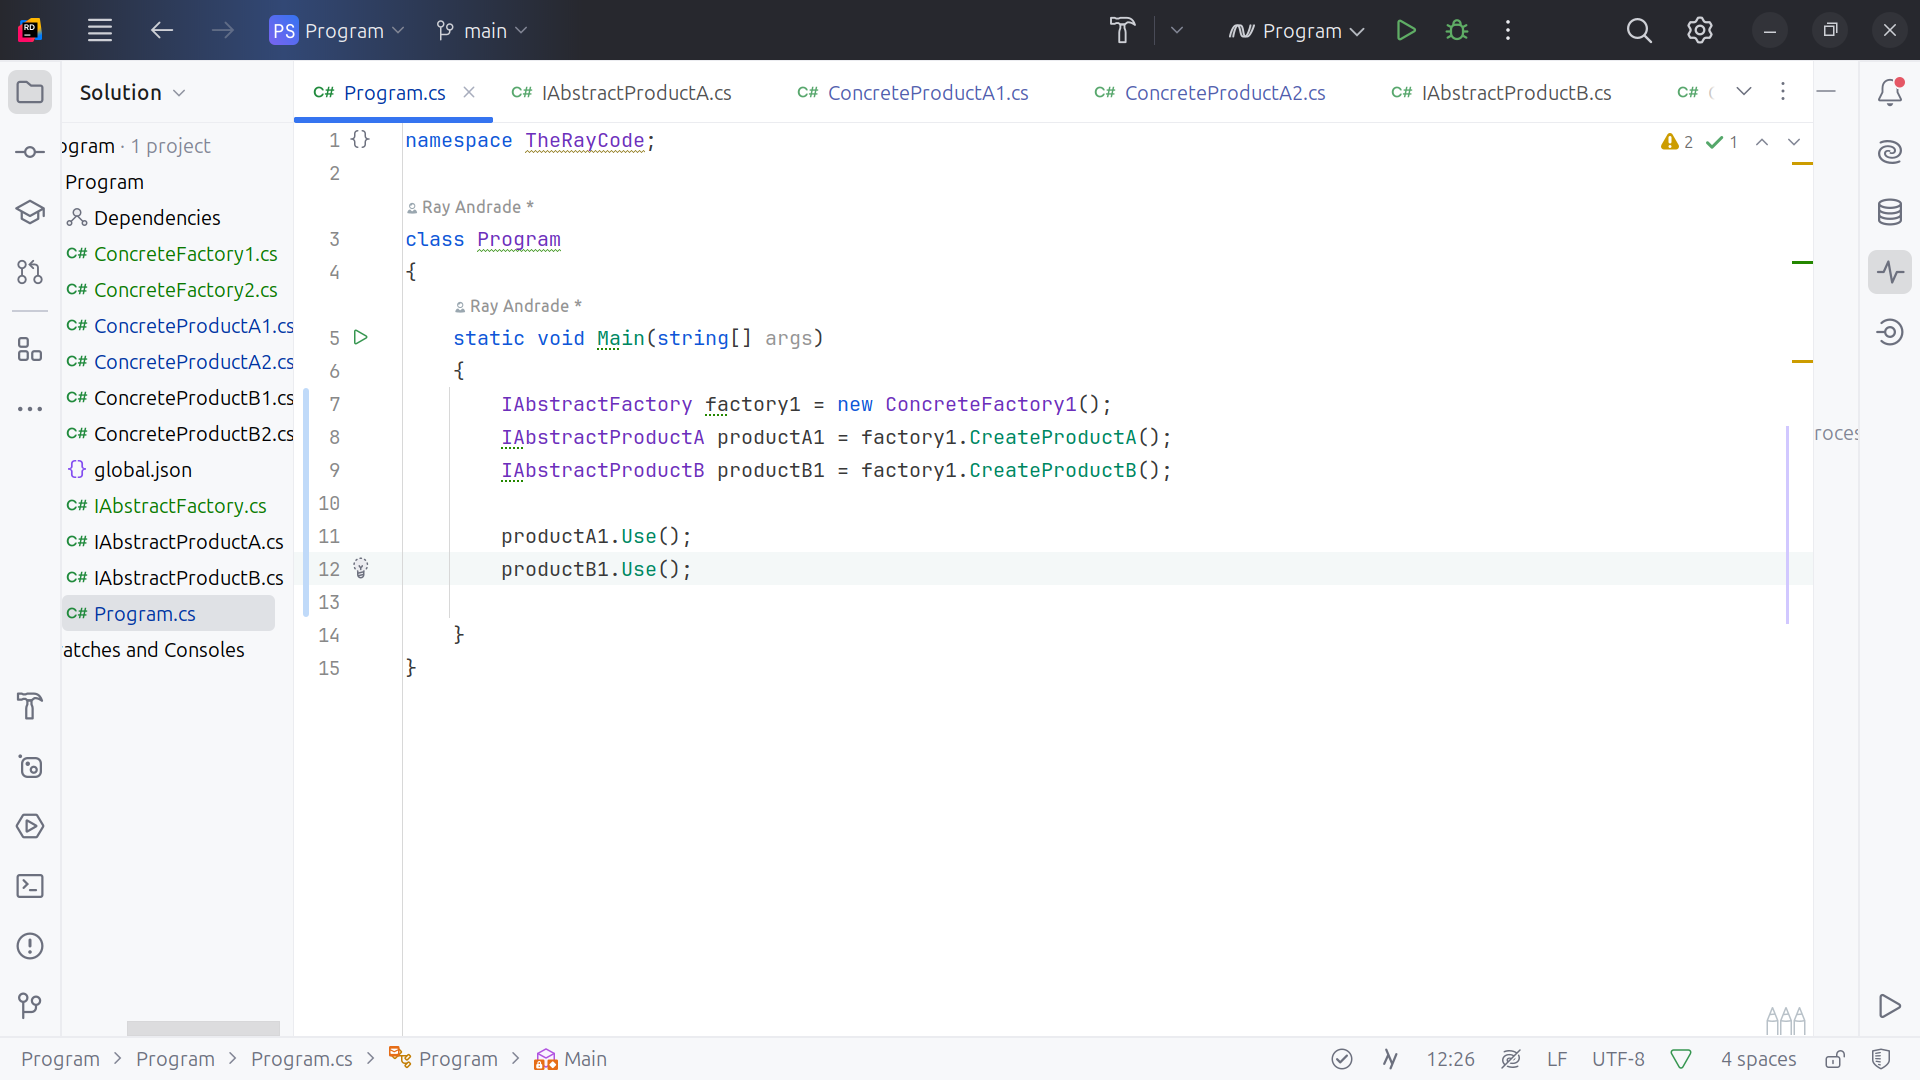 RD
PS Program
main
Program
Solution
C# Program.cs
C# IAbstractProductA.cs
C# ConcreteProductA1.cs
C# ConcreteProductA2.cs
C# IAbstractProductB.cs
C#
ogram · 1 project
Program
Dependencies
C# ConcreteFactory1.cs
C# ConcreteFactory2.cs
C# ConcreteProductA1.cs
C# ConcreteProductA2.cs
C# ConcreteProductB1.cs
C# ConcreteProductB2.cs
{} global.json
C# IAbstractFactory.cs
C# IAbstractProductA.cs
C# IAbstractProductB.cs
C# Program.cs
atches and Consoles
1 {} namespace TheRayCode;
2
Ray Andrade *
3 class Program
4 {
Ray Andrade *
5 static void Main(string[] args)
6 {
7 IAbstractFactory factory1 = new ConcreteFactory1();
8 IAbstractProductA productA1 = factory1.CreateProductA();
9 IAbstractProductB productB1 = factory1.CreateProductB();
10
11 productA1.Use();
12 productB1.Use();
13
14 }
15 }
2 1
roces
Program > Program > Program.cs > Program > Main
12:26 LF UTF-8 4 spaces